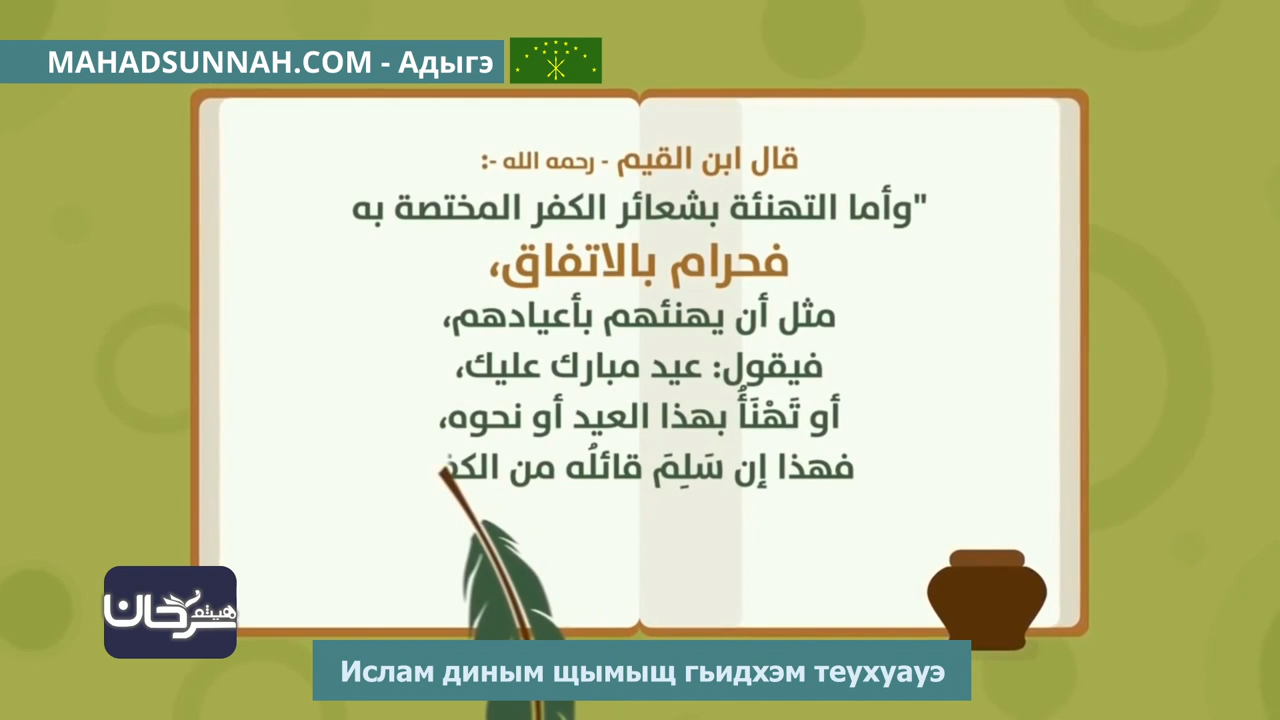 MAHADSUNNAH.COM - Адыгэ
قال ابن القيم - رحمه الله -:
"وأما التهنئة بشعائر الكفر المختصة به
فحرام بالاتفاق،
مثل أن يهنئهم بأعيادهم،
فيقول: عيد مبارك عليك،
أو تَهْنَأُ بهذا العيد أو نحوه،
فهذا إن سَلِمَ قائلُه من
هيثم سرحان
Ислам диным щымыщ гьидхэм теухуауэ